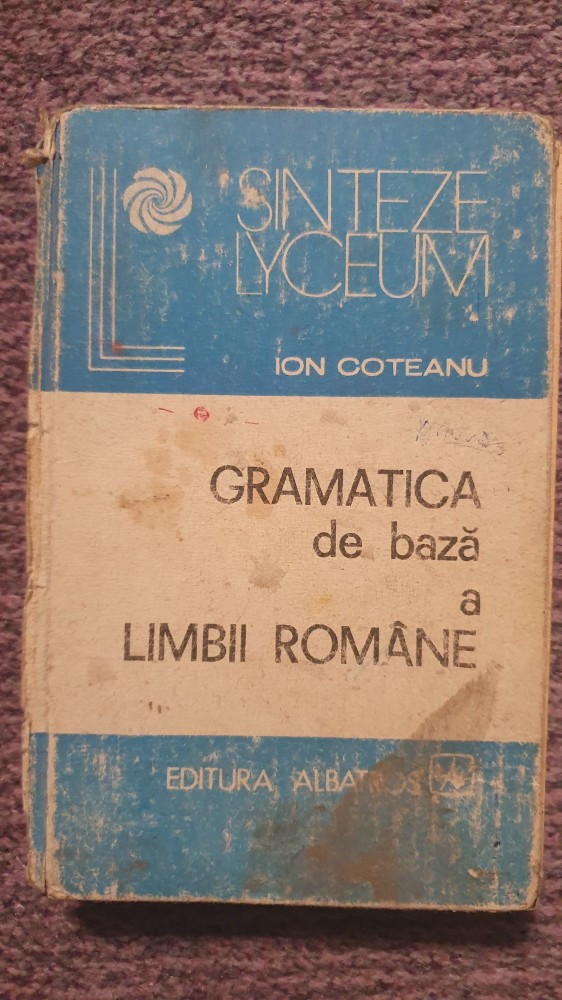 SINTEZE
LYCEUM
ION COTEANU
GRAMATICA
de bază
a
LIMBII ROMÂNE
EDITURA ALBATROS